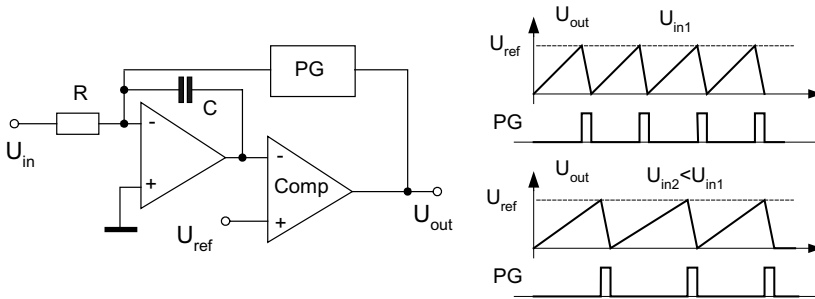 R
U_in
-
+
C
PG
-
Comp
+
U_ref
U_out
U_out
U_in1
U_ref
PG
U_out
U_in2<U_in1
U_ref
PG